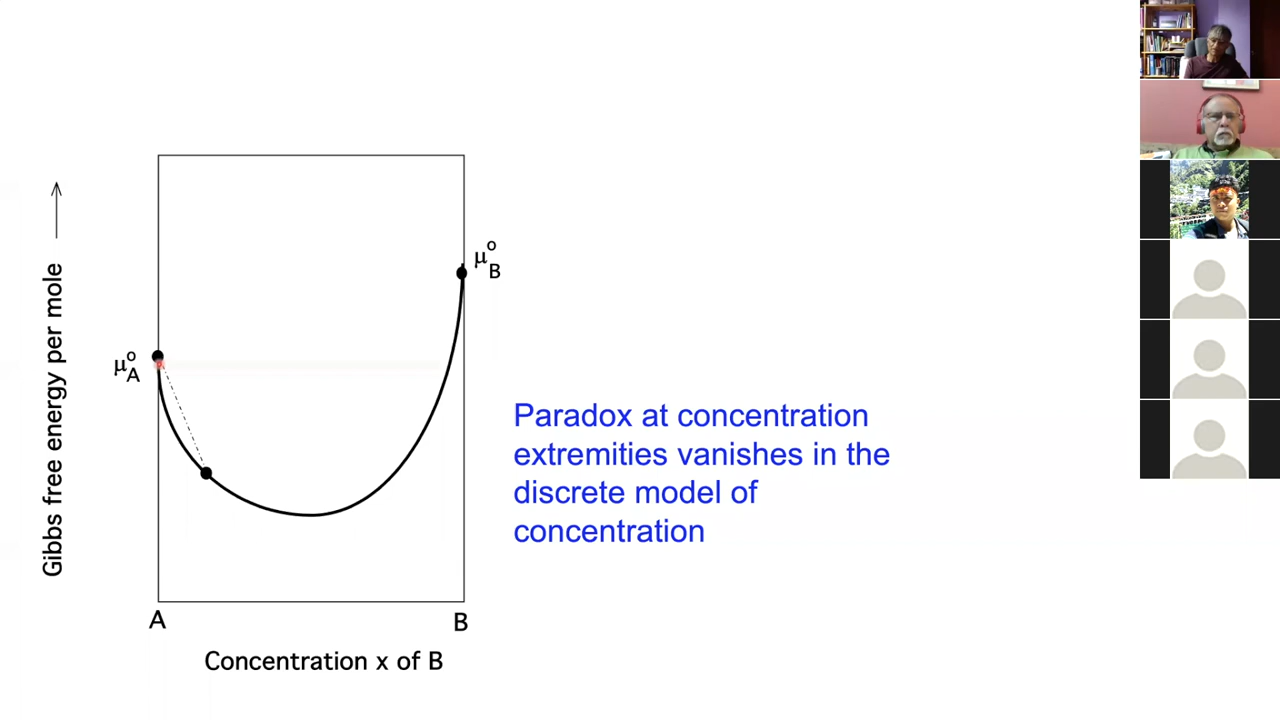 Gibbs free energy per mole
μ°A
μ°B
A
B
Concentration x of B
Paradox at concentration
extremities vanishes in the
discrete model of
concentration